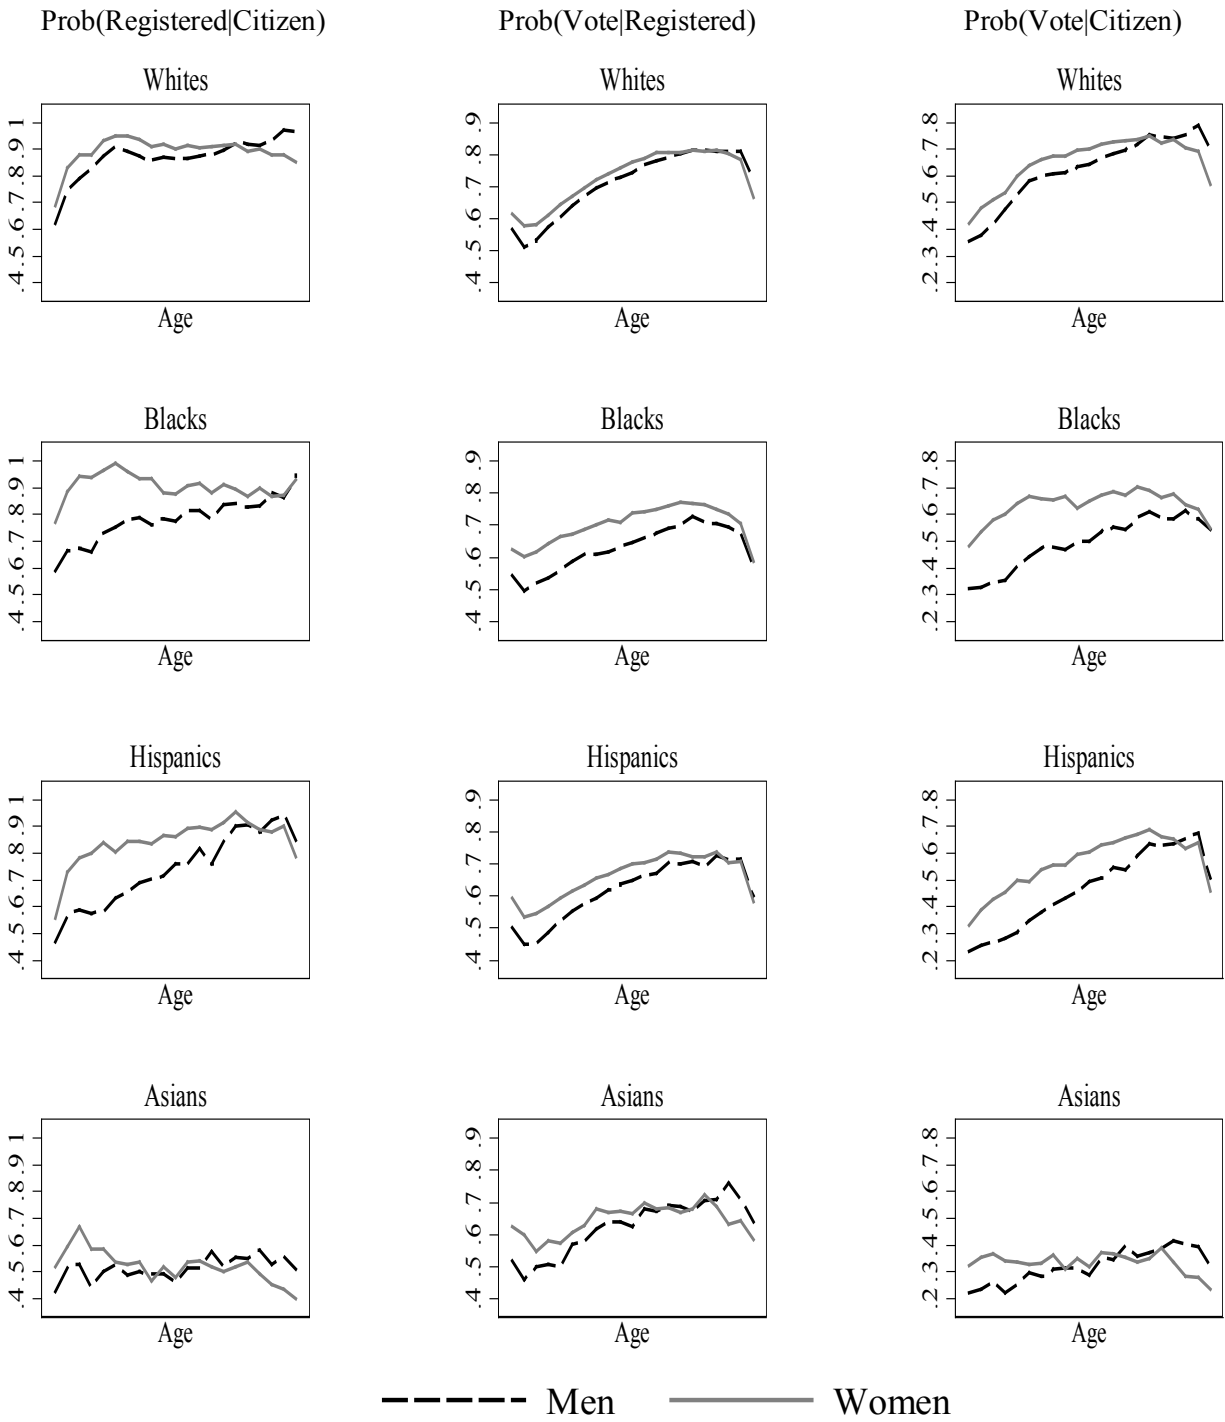 Prob(Registered|Citizen) Prob(Vote|Registered) Prob(Vote|Citizen)
Whites Whites Whites
.4 .5 .6 .7 .8 .9 1 .4 .5 .6 .7 .8 .9 .2 .3 .4 .5 .6 .7 .8
Age Age Age
Blacks Blacks Blacks
.4 .5 .6 .7 .8 .9 1 .4 .5 .6 .7 .8 .9 .2 .3 .4 .5 .6 .7 .8
Age Age Age
Hispanics Hispanics Hispanics
.4 .5 .6 .7 .8 .9 1 .4 .5 .6 .7 .8 .9 .2 .3 .4 .5 .6 .7 .8
Age Age Age
Asians Asians Asians
.4 .5 .6 .7 .8 .9 1 .4 .5 .6 .7 .8 .9 .2 .3 .4 .5 .6 .7 .8
Age Age Age
Men Women